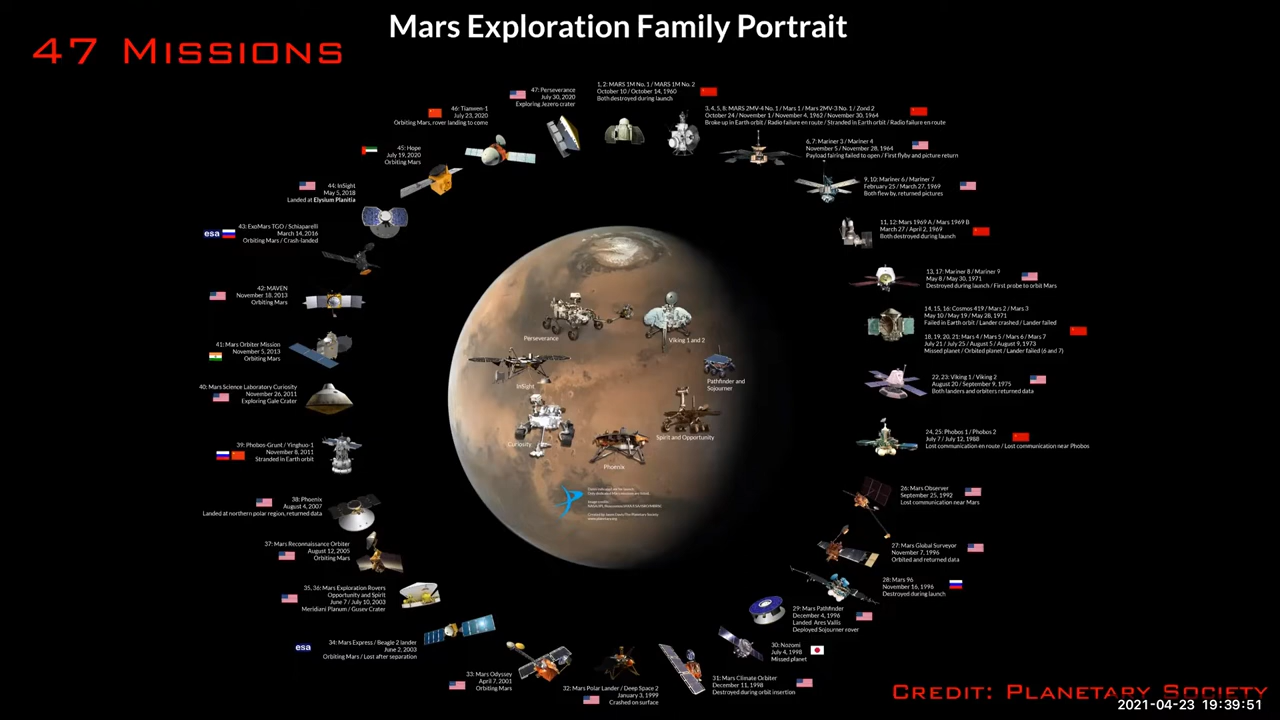 Mars Exploration Family Portrait
47 Missions
47: Perseverance
July 30, 2020
Exploring Jezero crater
1, 2: MARS 1M No. 1 / MARS 1M No. 2
October 10 / October 14, 1960
Both destroyed during launch
3, 4, 5, 8: MARS 2MV-4 No. 1 / Mars 1 / Mars 2MV-3 No. 1 / Zond 2
October 24 / November 1 / November 4, 1962 / November 30, 1964
Broke up in Earth orbit / Radio failure en route / Stranded in Earth orbit / Radio failure en route
6, 7: Mariner 3 / Mariner 4
November 5 / November 28, 1964
Payload fairing failed to open / First flyby and picture return
9, 10: Mariner 6 / Mariner 7
February 25 / March 27, 1969
Both flew by, returned pictures
11, 12: Mars 1969 A / Mars 1969 B
March 27 / April 2, 1969
Both destroyed during launch
13, 17: Mariner 8 / Mariner 9
May 8 / May 30, 1971
Destroyed during launch / First probe to orbit Mars
14, 15, 16: Cosmos 419 / Mars 2 / Mars 3
May 10 / May 19 / May 28, 1971
Failed in Earth orbit / Lander crashed / Lander failed
18, 19, 20, 21: Mars 4 / Mars 5 / Mars 6 / Mars 7
July 21 / July 25 / August 5 / August 9, 1973
Missed planet / Orbited planet / Lander failed (6 and 7)
22, 23: Viking 1 / Viking 2
August 20 / September 9, 1975
Both landers and orbiters returned data
24, 25: Phobos 1 / Phobos 2
July 7 / July 12, 1988
Lost communication en route / Lost communication near Phobos
26: Mars Observer
September 25, 1992
Lost communication near Mars
27: Mars Global Surveyor
November 7, 1996
Orbited and returned data
28: Mars 96
November 16, 1996
Destroyed during launch
29: Mars Pathfinder
December 4, 1996
Landed Ares Vallis
Deployed Sojourner rover
30: Nozomi
July 4, 1998
Missed planet
31: Mars Climate Orbiter
December 11, 1998
Destroyed during orbit insertion
32: Mars Polar Lander / Deep Space 2
January 3, 1999
Crashed on surface
33: Mars Odyssey
April 7, 2001
Orbiting Mars
esa
34: Mars Express / Beagle 2 lander
June 2, 2003
Orbiting Mars / Lost after separation
35, 36: Mars Exploration Rovers
Opportunity and Spirit
June 7 / July 10, 2003
Meridiani Planum / Gusev Crater
37: Mars Reconnaissance Orbiter
August 12, 2005
Orbiting Mars
38: Phoenix
August 4, 2007
Landed at northern polar region, returned data
39: Phobos-Grunt / Yinghuo-1
November 8, 2011
Stranded in Earth orbit
40: Mars Science Laboratory Curiosity
November 26, 2011
Exploring Gale Crater
41: Mars Orbiter Mission
November 5, 2013
Orbiting Mars
42: MAVEN
November 18, 2013
Orbiting Mars
esa
43: ExoMars TGO / Schiaparelli
March 14, 2016
Orbiting Mars / Crash-landed
44: InSight
May 5, 2018
Landed at Elysium Planitia
45: Hope
July 19, 2020
Orbiting Mars
46: Tianwen-1
July 23, 2020
Orbiting Mars, rover landing to come
Perseverance
Viking 1 and 2
InSight
Pathfinder and
Sojourner
Curiosity
Spirit and Opportunity
Phoenix
Credit: Planetary Society
2021-04-23 19:39:51